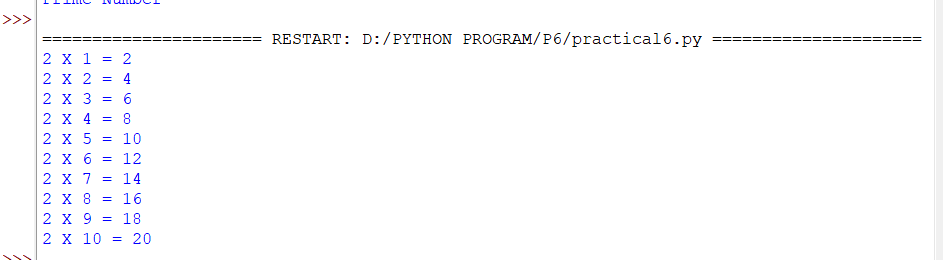 Prime Number
>>>
====================== RESTART: D:/PYTHON PROGRAM/P6/practical6.py =====================
2 X 1 = 2
2 X 2 = 4
2 X 3 = 6
2 X 4 = 8
2 X 5 = 10
2 X 6 = 12
2 X 7 = 14
2 X 8 = 16
2 X 9 = 18
2 X 10 = 20
>>>